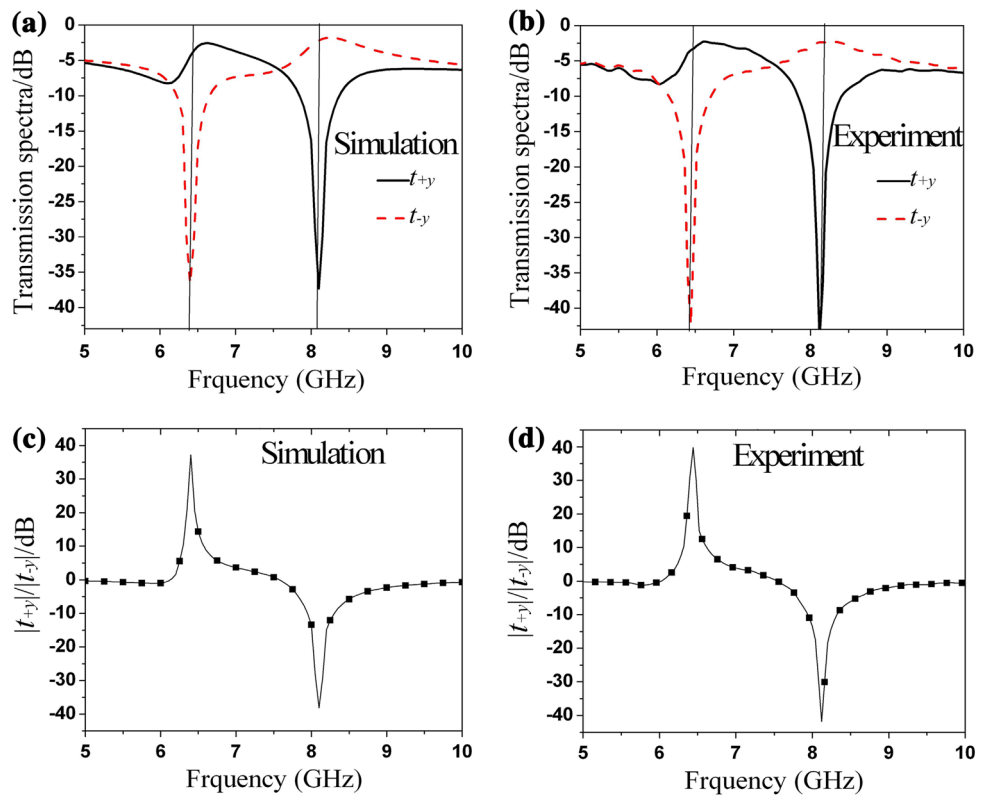 (a)
0
-5
-10
-15
-20
-25
-30
-35
-40
Transmission spectra/dB
Simulation
t+y
t-y
5 6 7 8 9 10
Frquency (GHz)
(b)
0
-5
-10
-15
-20
-25
-30
-35
-40
Transmission spectra/dB
Experiment
t+y
t-y
5 6 7 8 9 10
Frquency (GHz)
(c)
40
30
20
10
0
-10
-20
-30
-40
|t+y|/|t-y|/dB
Simulation
5 6 7 8 9 10
Frquency (GHz)
(d)
40
30
20
10
0
-10
-20
-30
-40
|t+y|/|t-y|/dB
Experiment
5 6 7 8 9 10
Frquency (GHz)